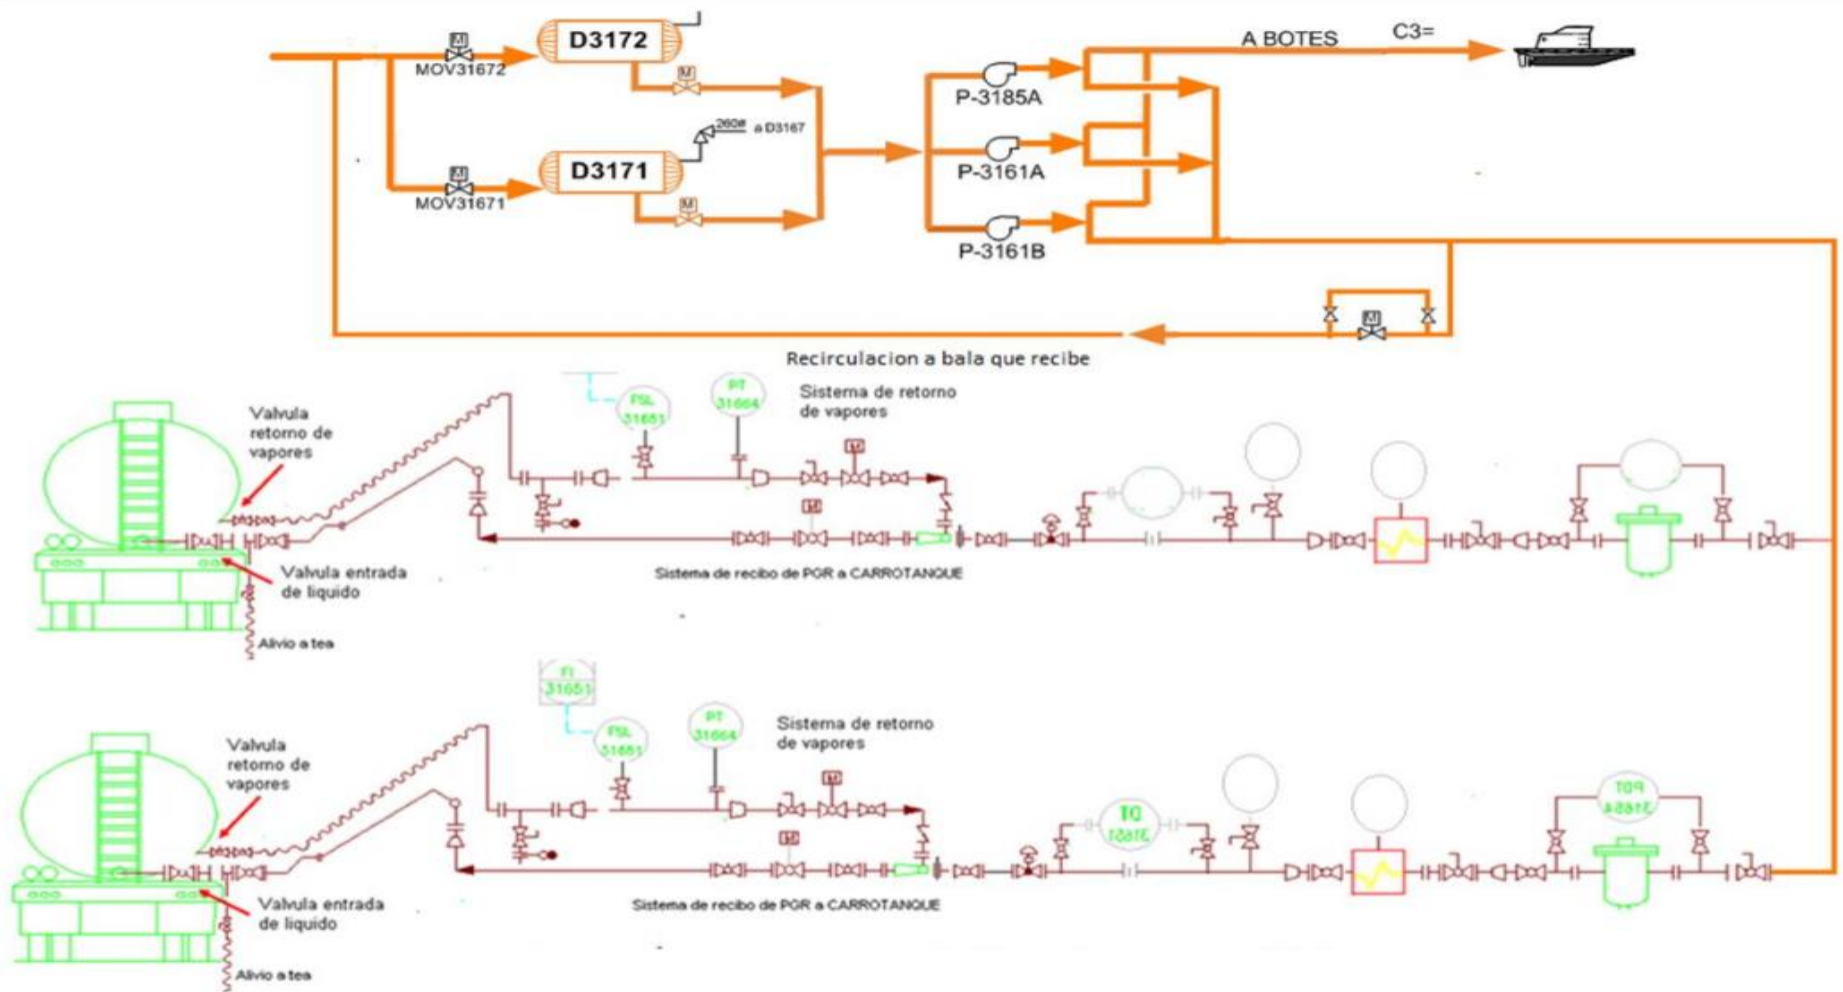 D3172
MOV31672
M
M
A BOTES C3=
P-3185A
260# a D3167
D3171
MOV31671
M
M
P-3161A
P-3161B
M
Recirculacion a bala que recibe
Valvula
retorno de
vapores
FSL
31651
PT
31664
Sistema de retorno
de vapores
M
M
Valvula entrada
de liquido
Sistema de recibo de PGR a CARROTANQUE
Alivio a tea
FI
31651
Valvula
retorno de
vapores
FSL
31651
PT
31664
Sistema de retorno
de vapores
M
M
DT
31651
PDT
31654
Valvula entrada
de liquido
Sistema de recibo de PGR a CARROTANQUE
Alivio a tea